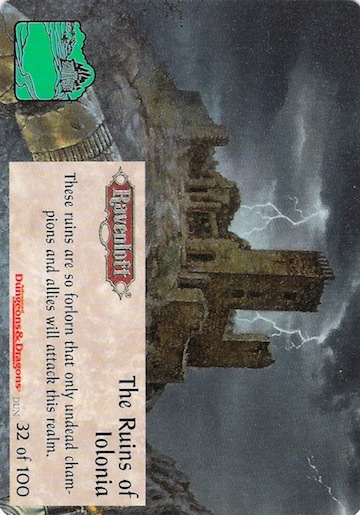 The Ruins of
Iolonia
Ravenloft®
These ruins are so forlorn that only undead cham-
pions and allies will attack this realm.
Advanced
Dungeons & Dragons®
DUN 32 of 100